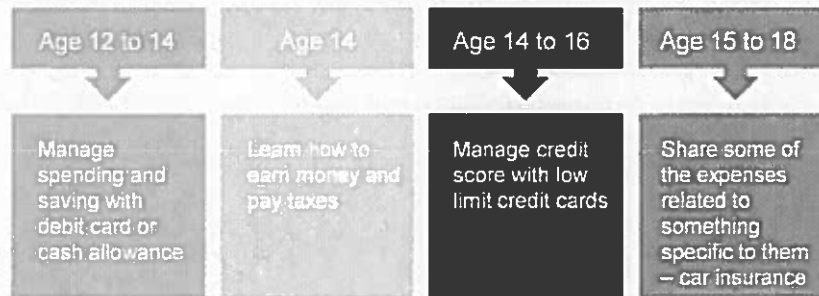 Age 12 to 14
Age 14
Age 14 to 16
Age 15 to 18
Manage
spending and
saving with
debit card or
cash allowance
Learn how to
earn money and
pay taxes
Manage credit
score with low
limit credit cards
Share some of
the expenses
related to
something
specific to them
– car insurance